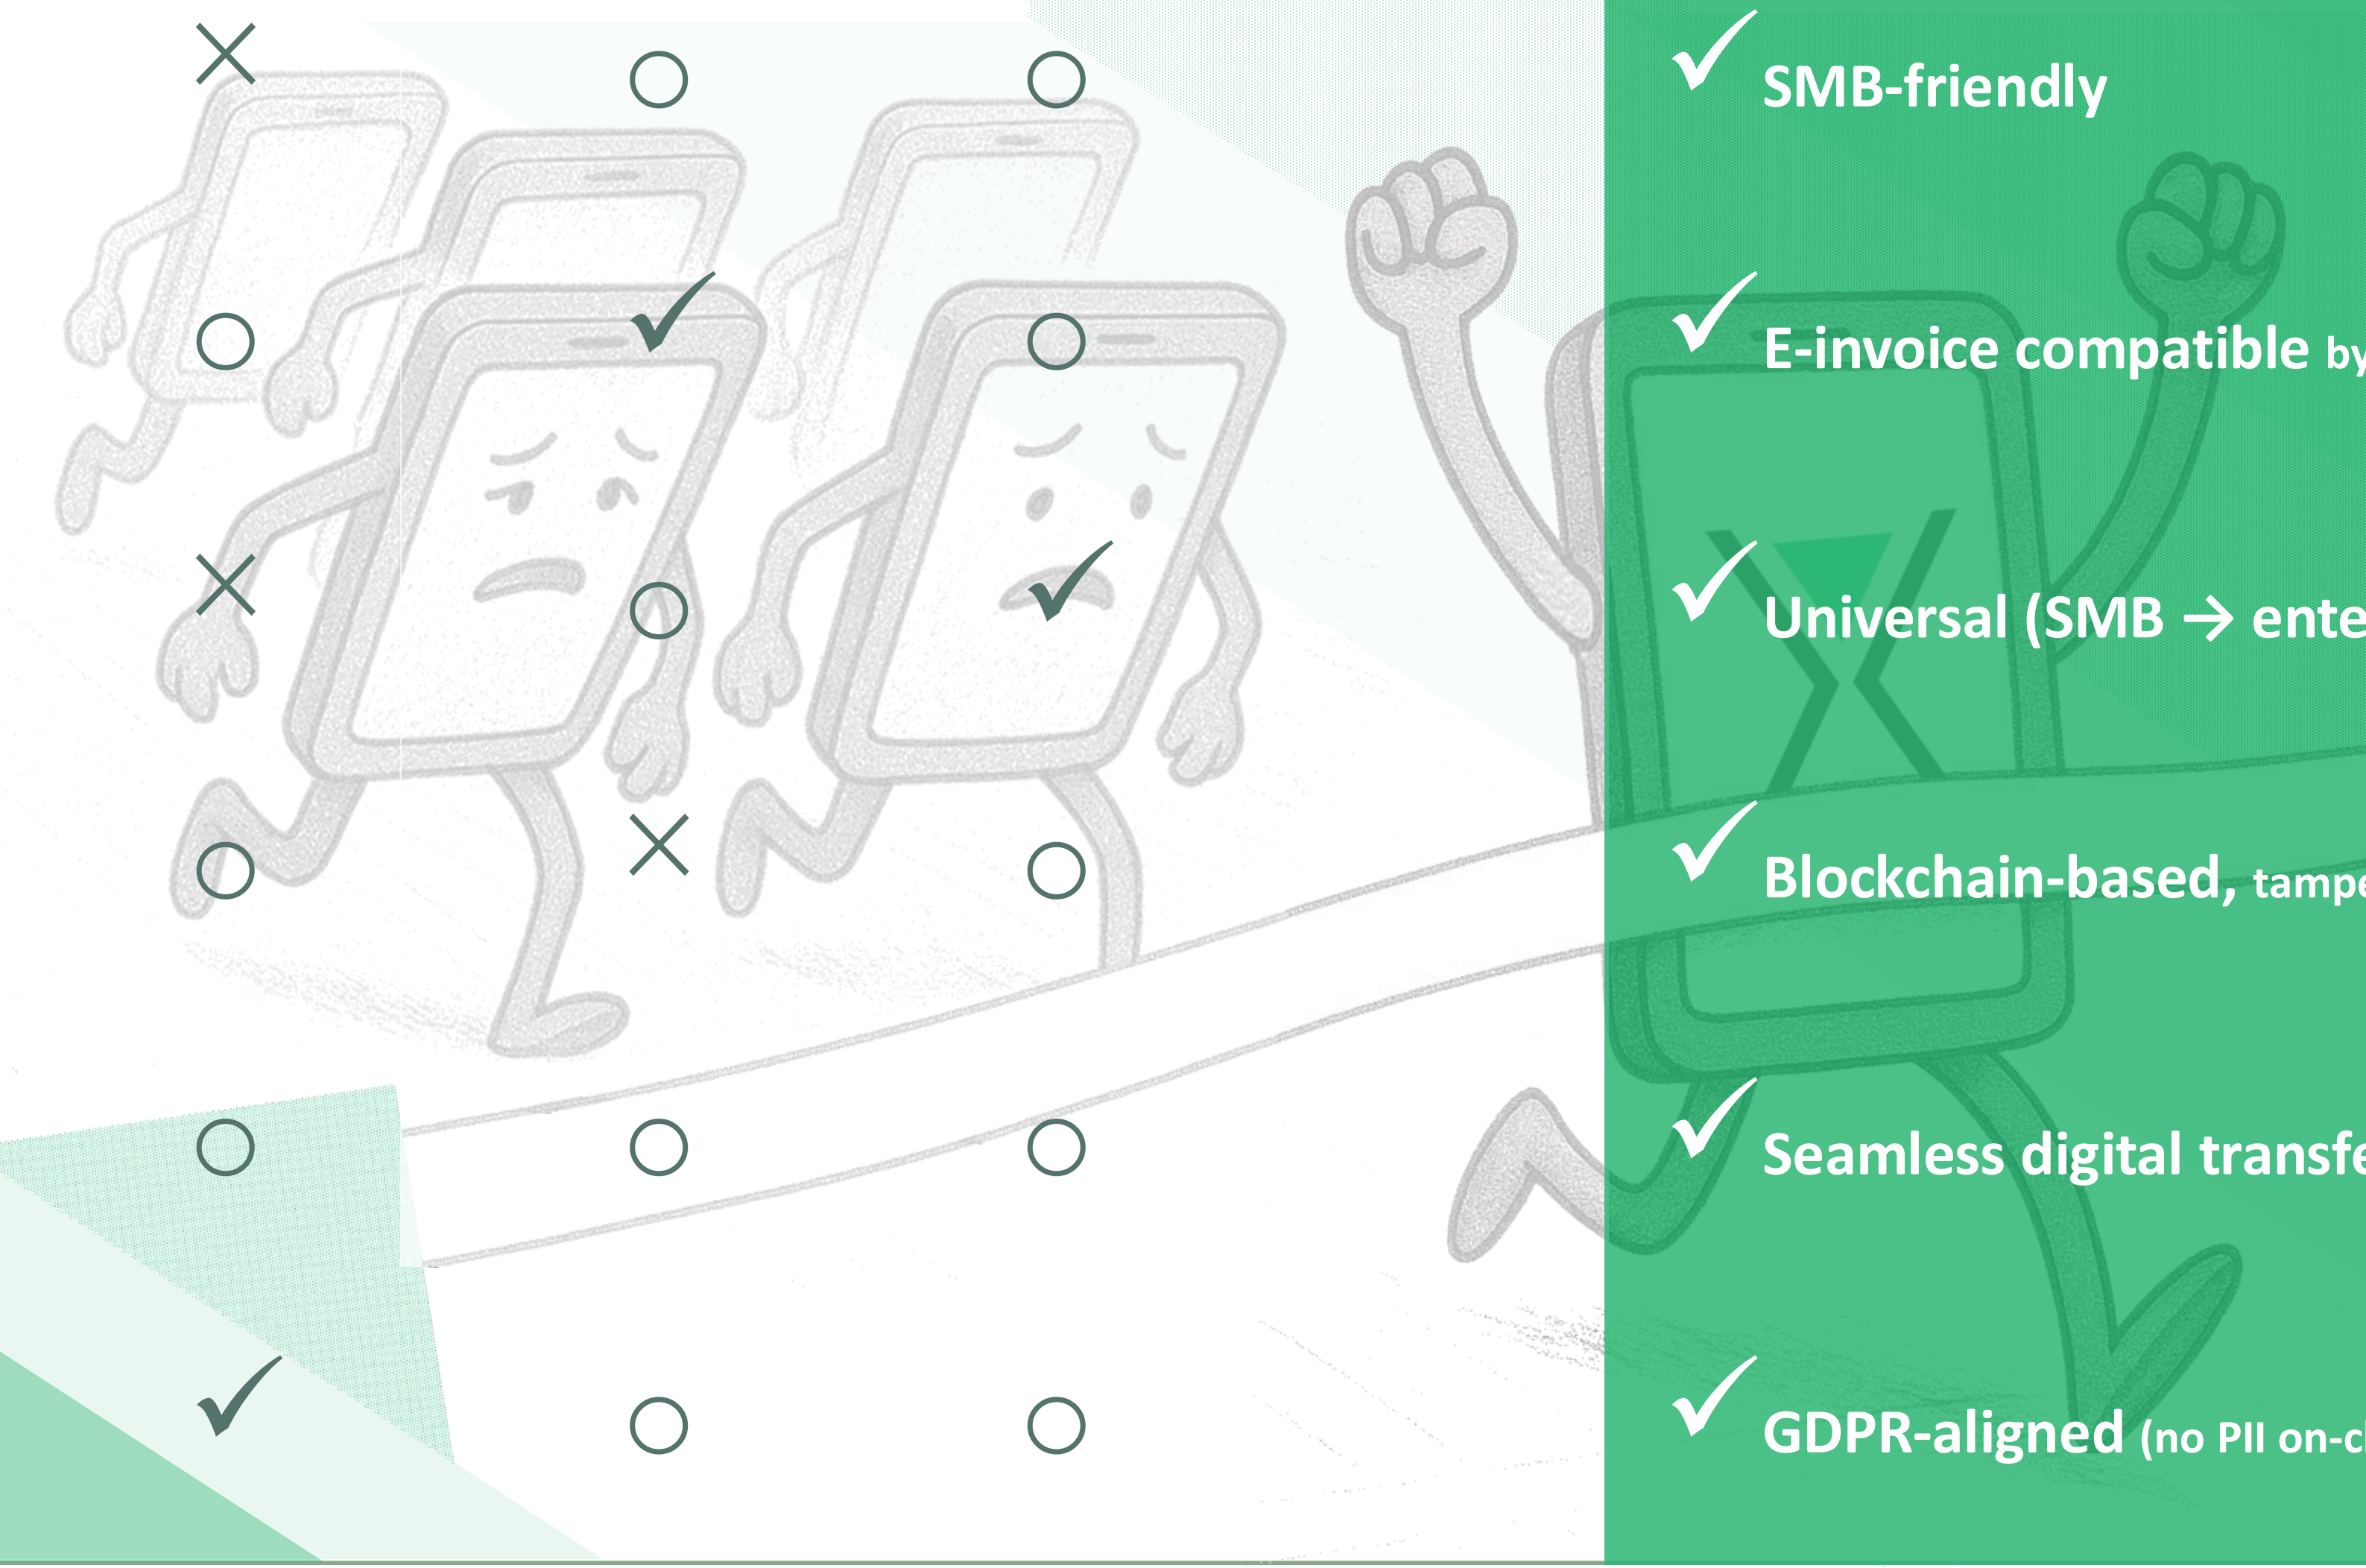 ✓ SMB-friendly
✓ E-invoice compatible by
✓ Universal (SMB → ente
✓ Blockchain-based, tampe
✓ Seamless digital transfe
✓ GDPR-aligned (no PII on-c